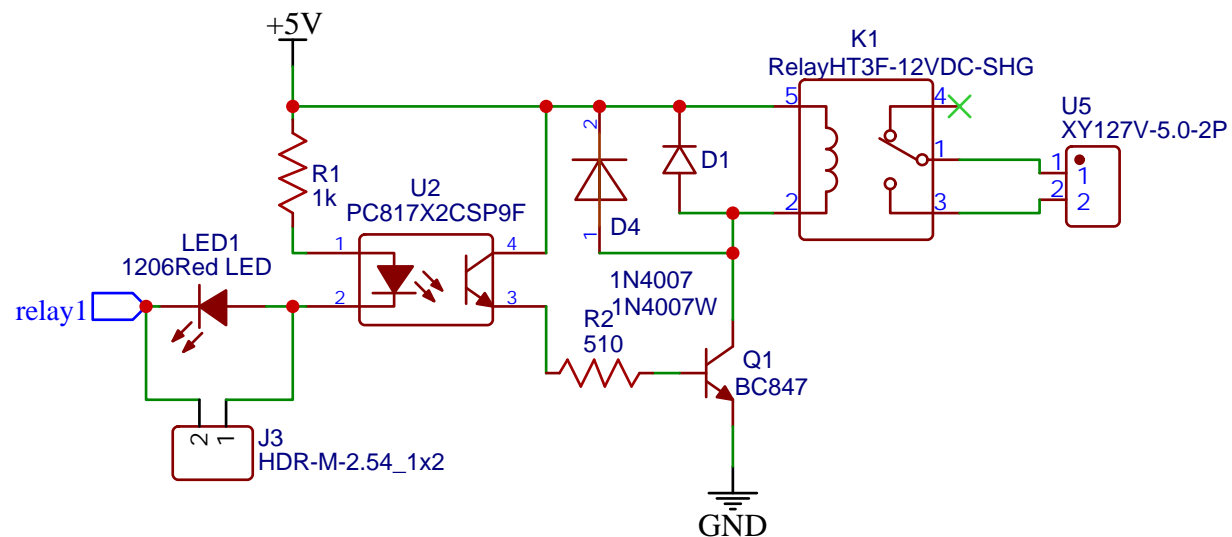 +5V
K1
RelayHT3F-12VDC-SHG
5
4
U5
XY127V-5.0-2P
2
R1
1k
D1
1
1
1
U2
PC817X2CSP9F
2
2
2
3
D4
1
4
LED1
1206Red LED
1
2
3
relay1
1N4007
1N4007W
R2
510
Q1
BC847
2
1
J3
HDR-M-2.54_1x2
GND